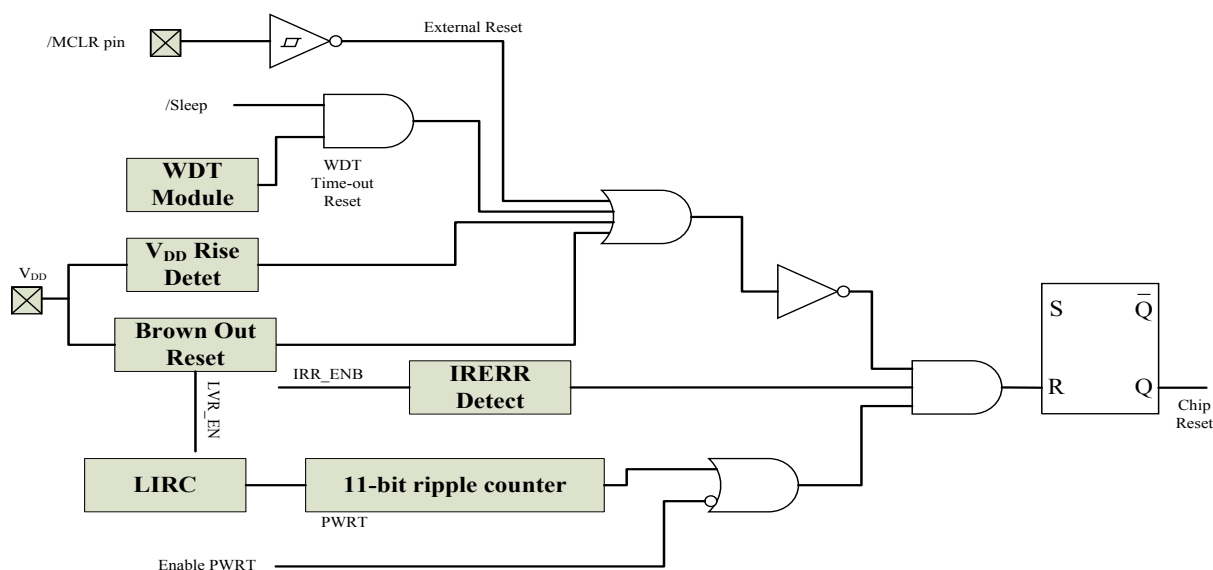 External Reset
/MCLR pin
/Sleep
WDT
Module
WDT
Time-out
Reset
VDD
VDD Rise
Detet
Brown Out
Reset
LVR_EN
IRR_ENB
IRERR
Detect
S
Q̅
R
Q
Chip
Reset
LIRC
11-bit ripple counter
PWRT
Enable PWRT